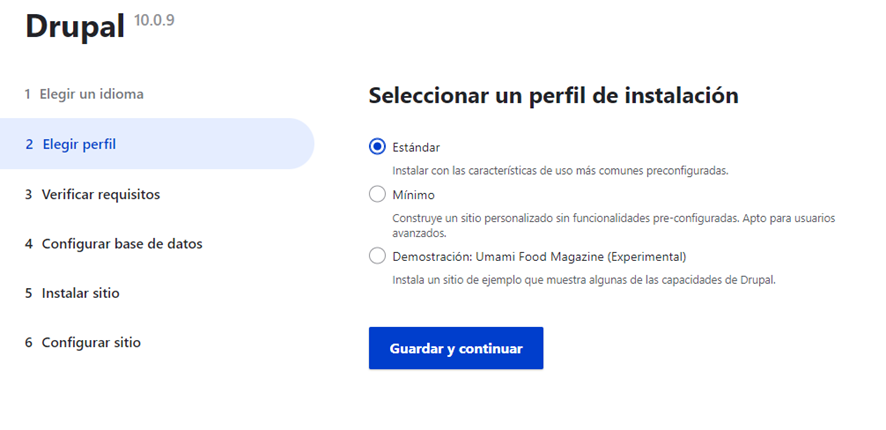 Drupal 10.0.9
1 Elegir un idioma
2 Elegir perfil
3 Verificar requisitos
4 Configurar base de datos
5 Instalar sitio
6 Configurar sitio
Seleccionar un perfil de instalación
Estándar
Instalar con las características de uso más comunes preconfiguradas.
Mínimo
Construye un sitio personalizado sin funcionalidades pre-configuradas. Apto para usuarios
avanzados.
Demostración: Umami Food Magazine (Experimental)
Instala un sitio de ejemplo que muestra algunas de las capacidades de Drupal.
Guardar y continuar